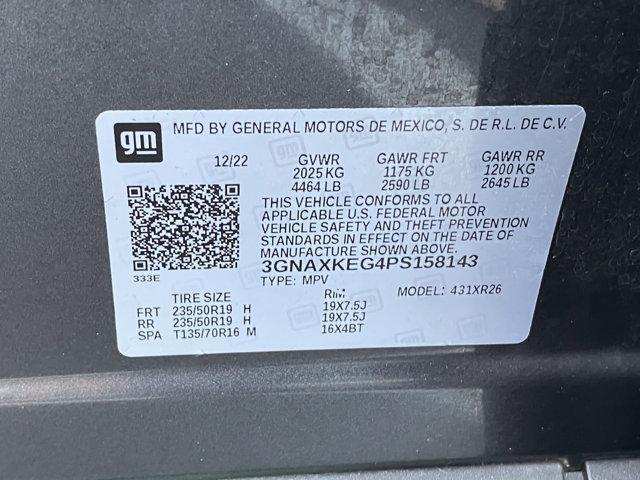 gm MFD BY GENERAL MOTORS DE MEXICO, S. DE R.L. DE C.V.
12/22 GVWR GAWR FRT GAWR RR
2025 KG 1175 KG 1200 KG
4464 LB 2590 LB 2645 LB
THIS VEHICLE CONFORMS TO ALL
APPLICABLE U.S. FEDERAL MOTOR
VEHICLE SAFETY AND THEFT PREVENTION
STANDARDS IN EFFECT ON THE DATE OF
MANUFACTURE SHOWN ABOVE.
3GNAXKEG4PS158143
333E TYPE: MPV MODEL: 431XR26
TIRE SIZE RIM
FRT 235/50R19 H 19X7.5J
RR 235/50R19 H 19X7.5J
SPA T135/70R16 M 16X4BT